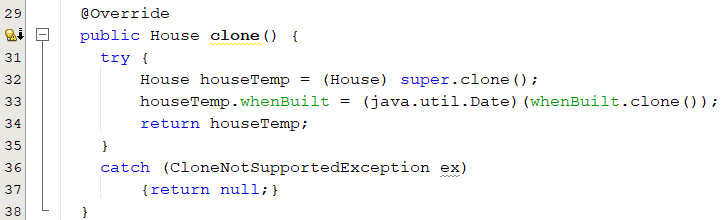 29 @Override
public House clone() {
31 try {
32 House houseTemp = (House) super.clone();
33 houseTemp.whenBuilt = (java.util.Date)(whenBuilt.clone());
34 return houseTemp;
35 }
36 catch (CloneNotSupportedException ex)
37 {return null;}
38 }